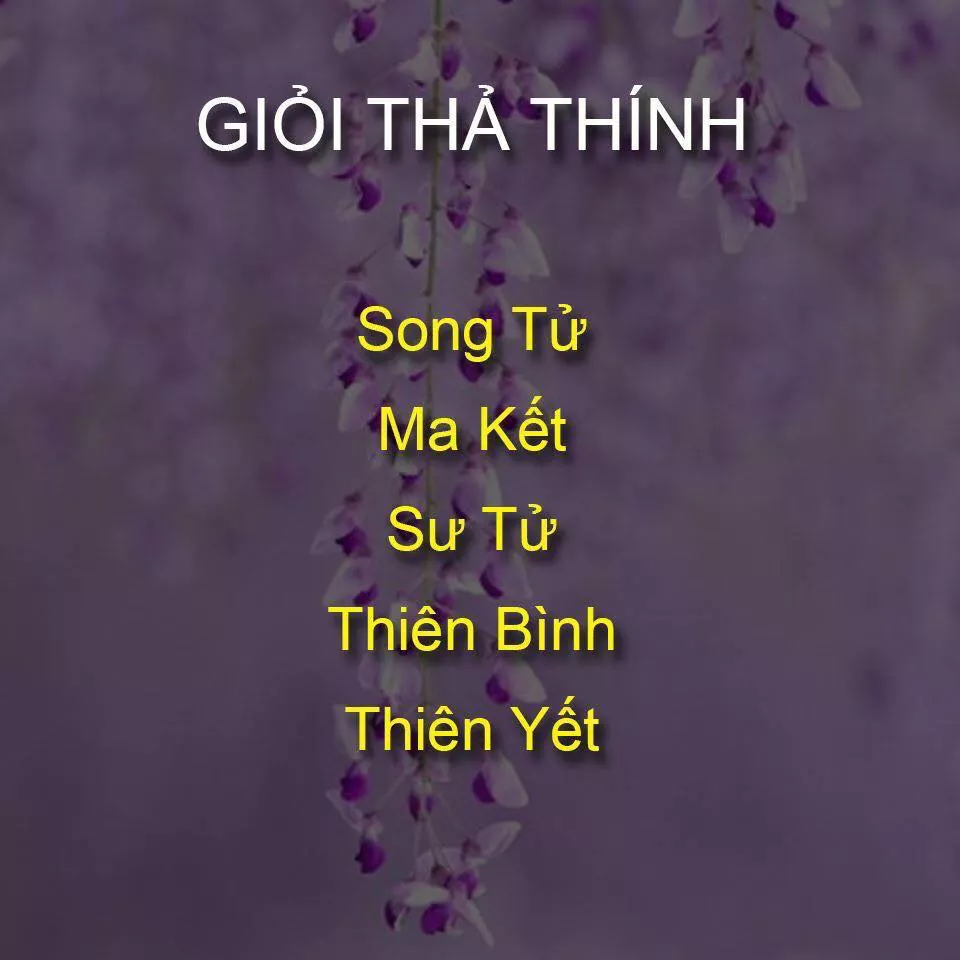 GIỎI THẢ THÍNH
Song Tử
Ma Kết
Sư Tử
Thiên Bình
Thiên Yết